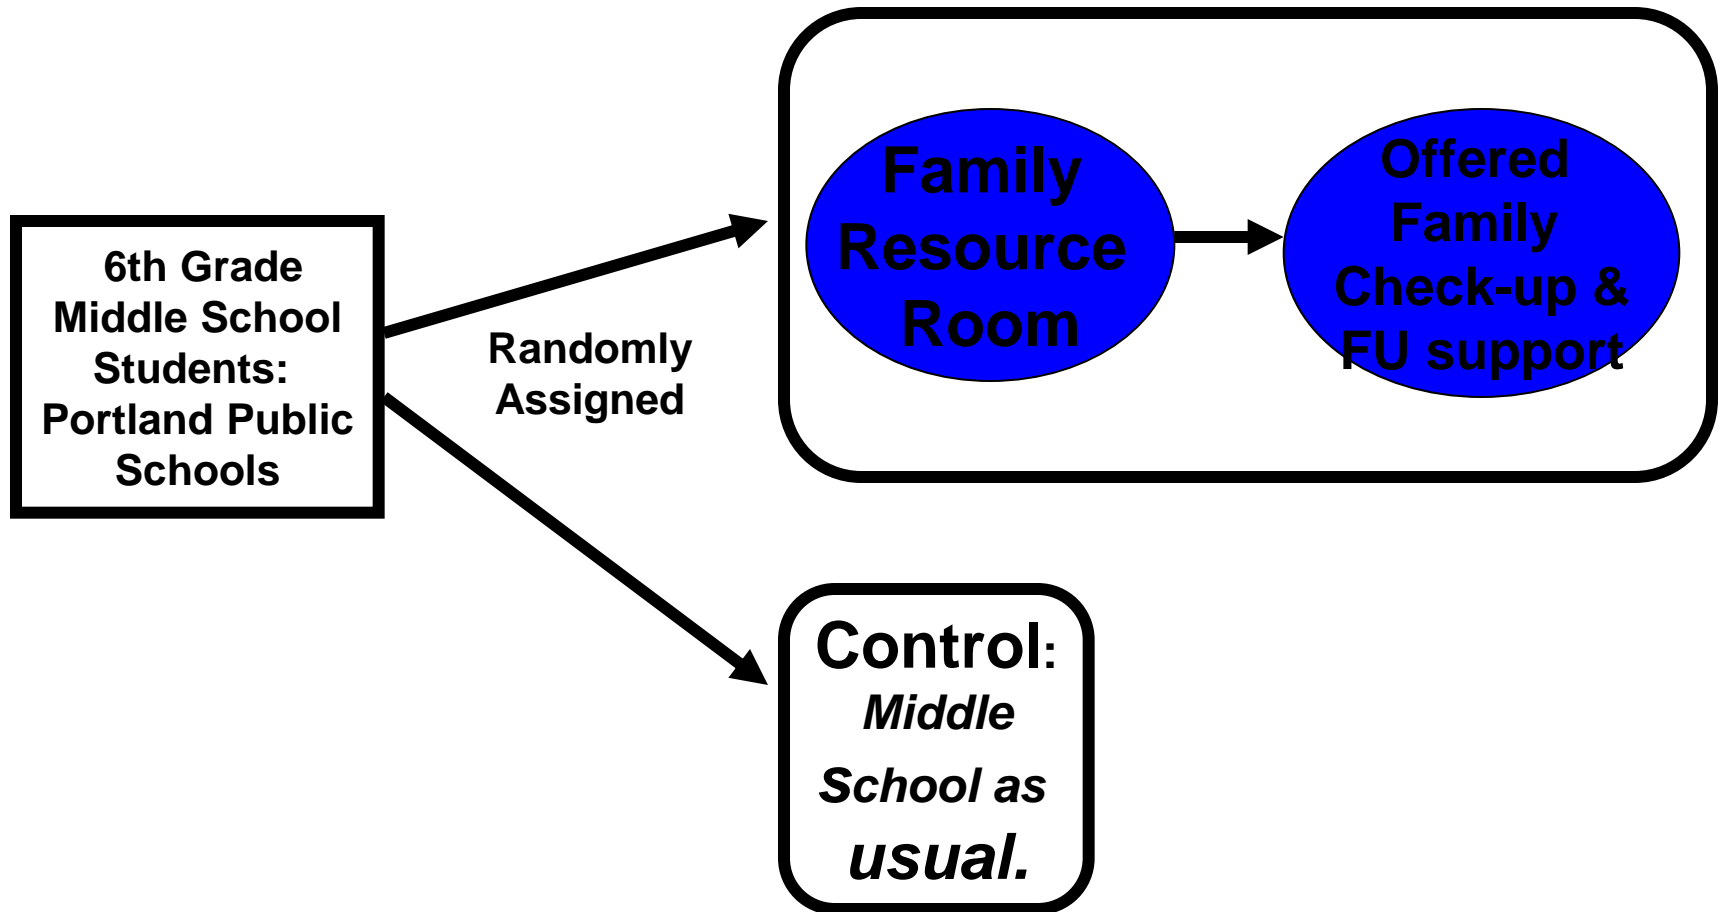 6th Grade
Middle School
Students:
Portland Public
Schools
Randomly
Assigned
Family
Resource
Room
Offered
Family
Check-up &
FU support
Control:
Middle
School as
usual.